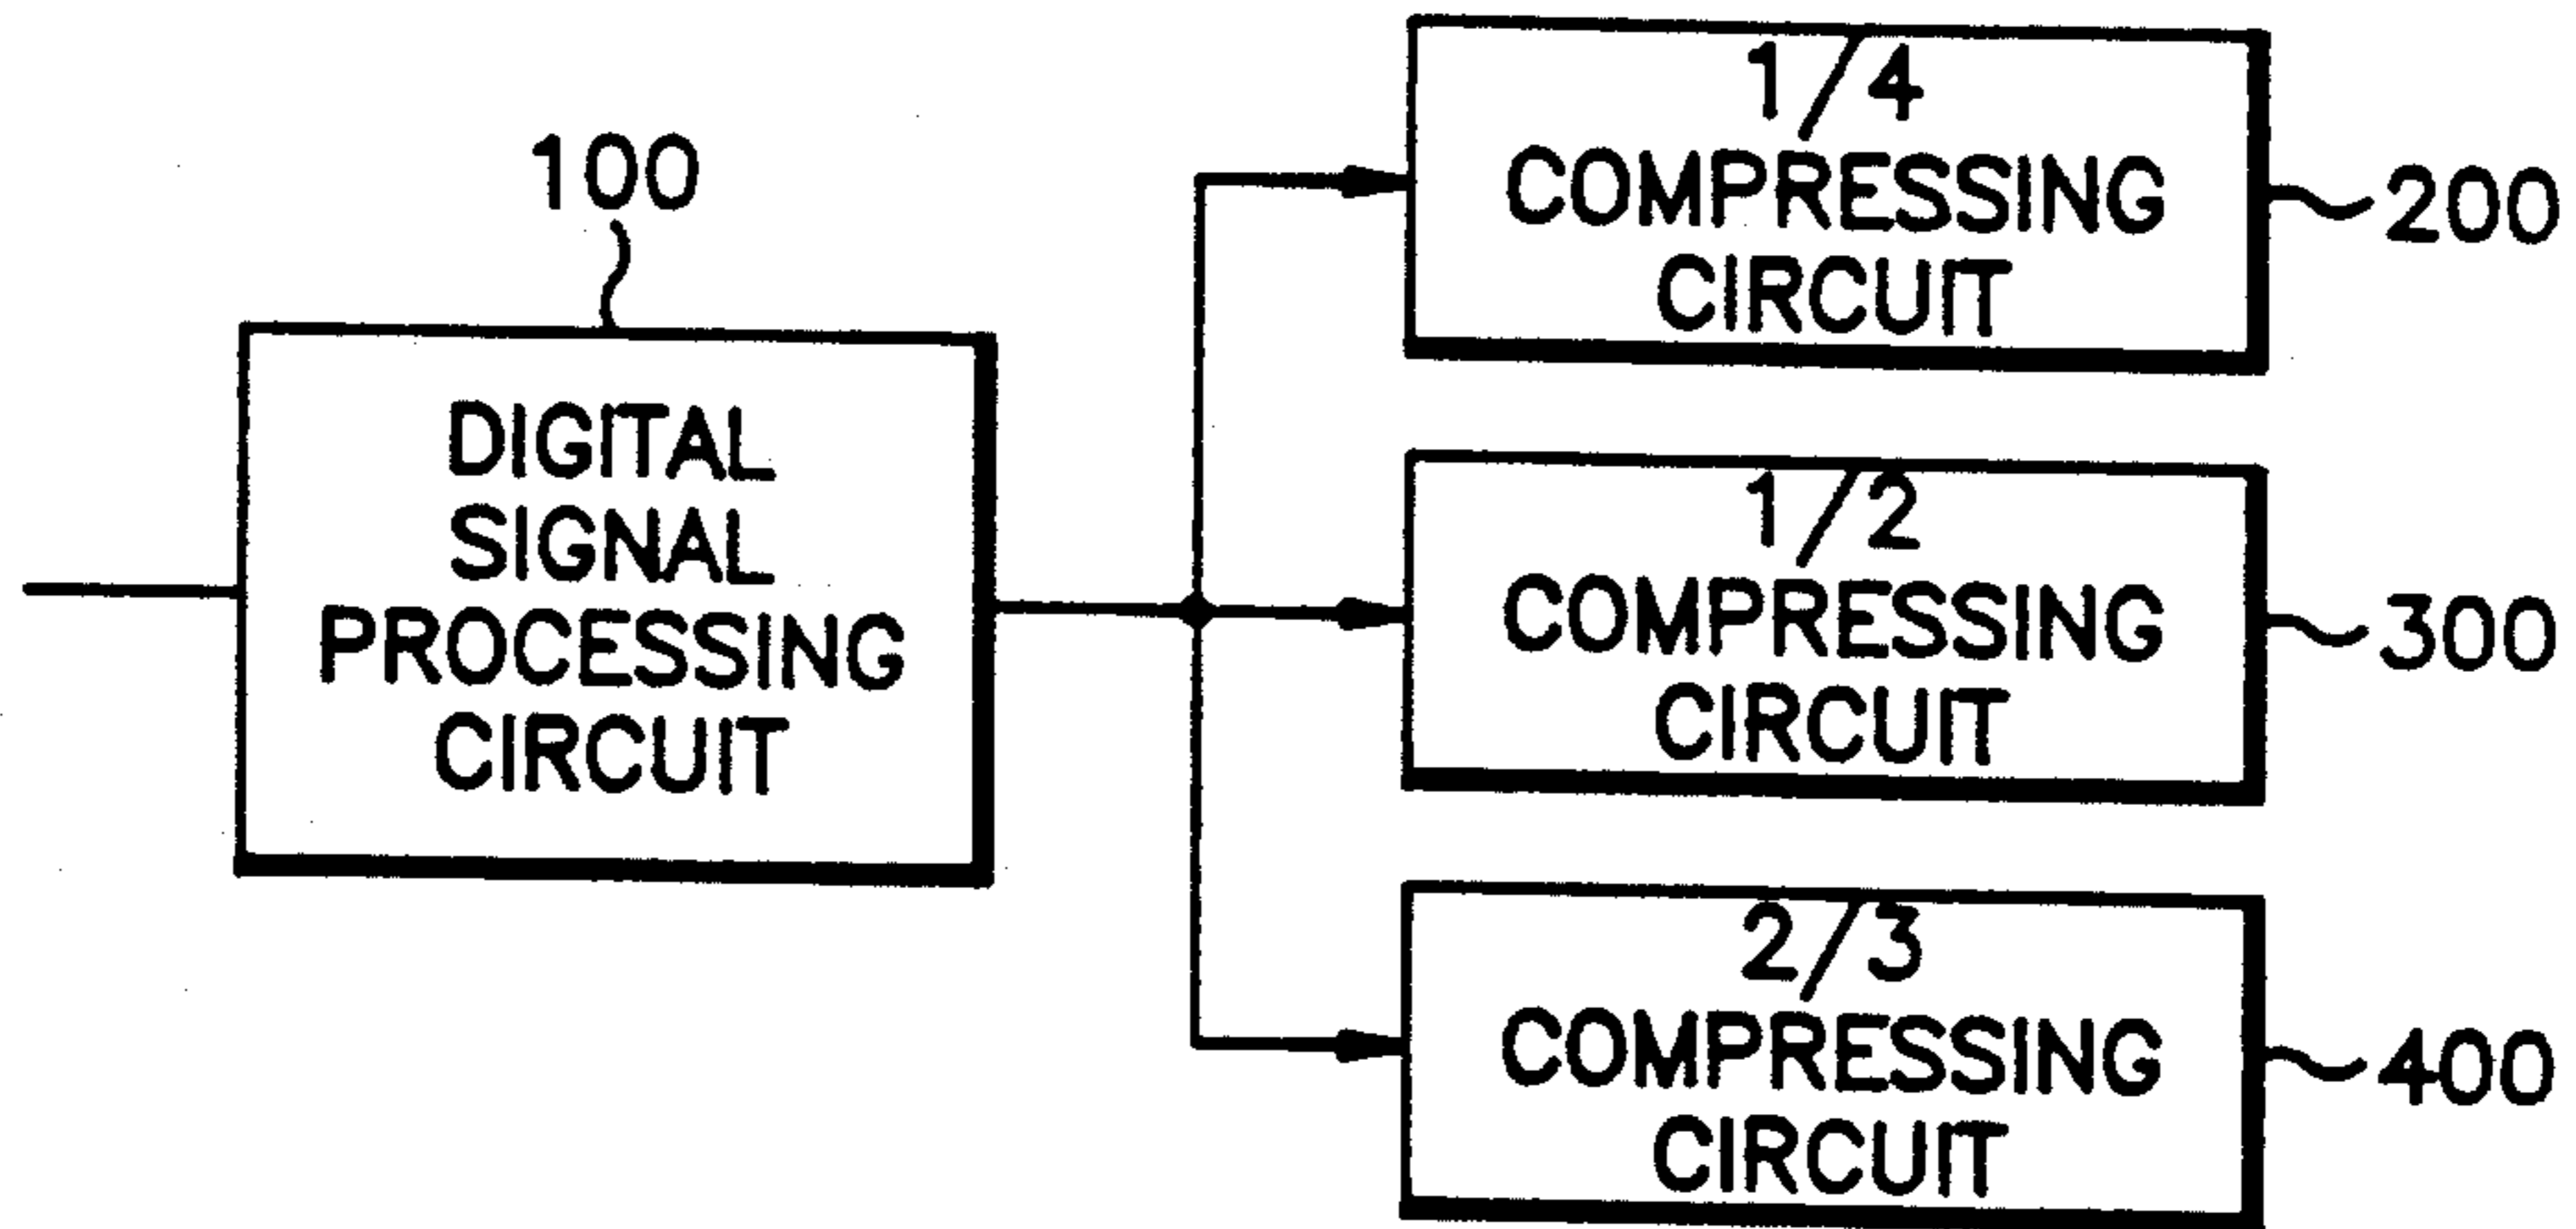 100
DIGITAL
SIGNAL
PROCESSING
CIRCUIT
1/4
COMPRESSING
CIRCUIT
200
1/2
COMPRESSING
CIRCUIT
300
2/3
COMPRESSING
CIRCUIT
400